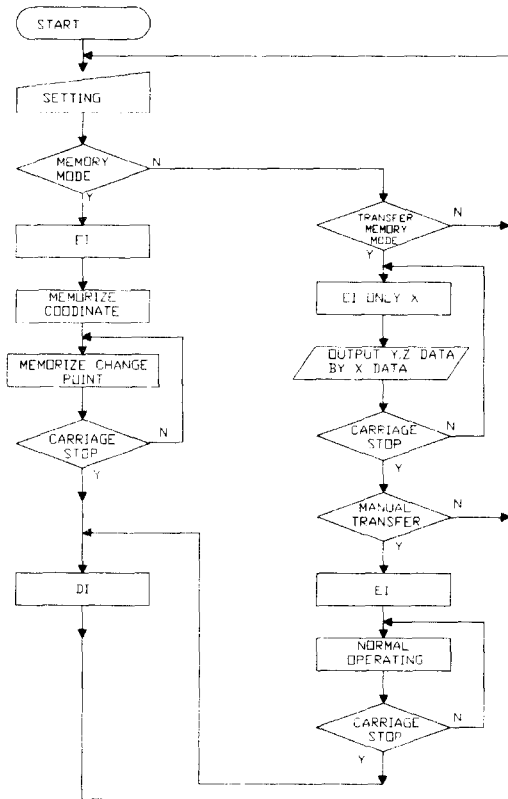 START
SETTING
MEMORY
MODE
N
Y
EI
MEMORIZE
COODINATE
MEMORIZE CHANGE
POINT
CARRIAGE
STOP
N
Y
DI
TRANSFER
MEMORY
MODE
N
Y
EI ONLY X
OUTPUT Y.Z DATA
BY X DATA
CARRIAGE
STOP
N
Y
MANUAL
TRANSFER
N
Y
EI
NORMAL
OPERATING
CARRIAGE
STOP
N
Y